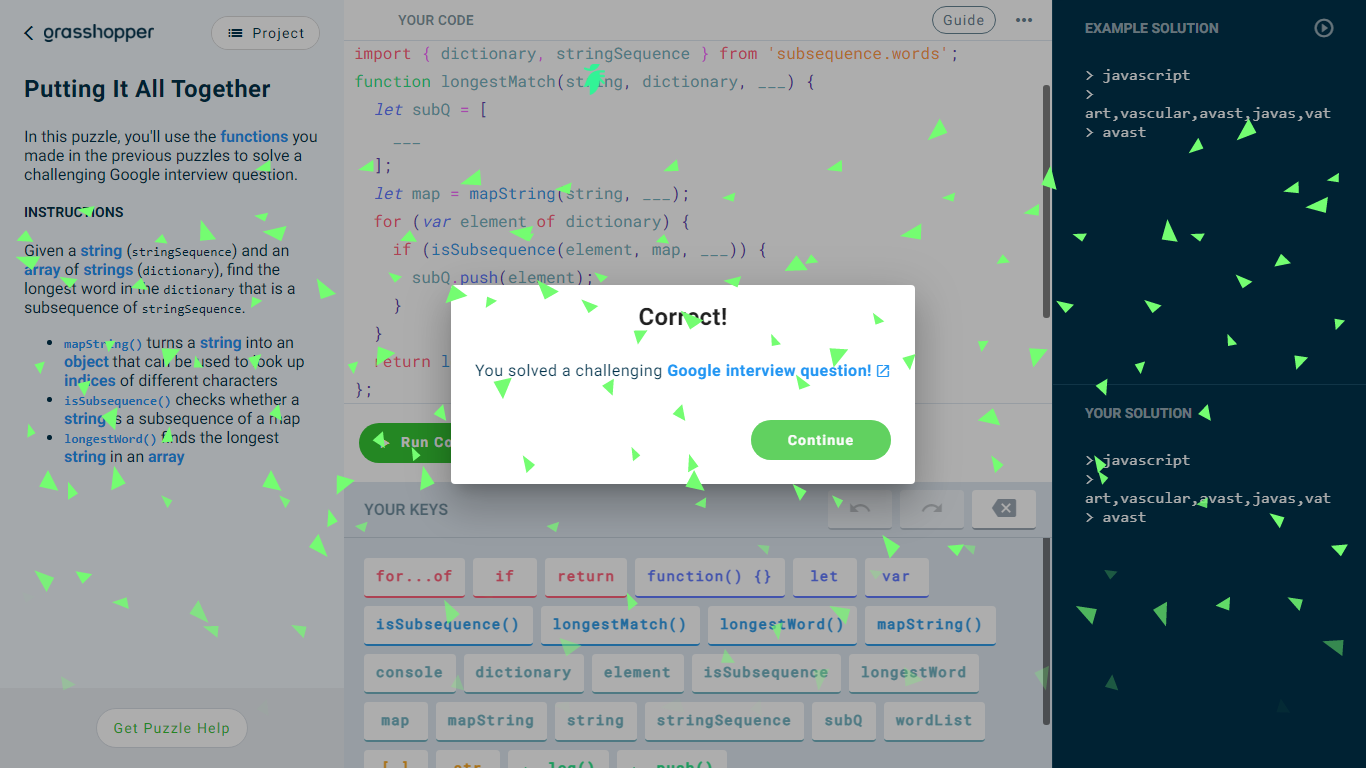 grasshopper
Project
Putting It All Together
In this puzzle, you'll use the functions you
made in the previous puzzles to solve a
challenging Google interview question.
INSTRUCTIONS
Given a string (stringSequence) and an
array of strings (dictionary), find the
longest word in the dictionary that is a
subsequence of stringSequence.
• mapString() turns a string into an
object that can be used to look up
indices of different characters
• isSubsequence() checks whether a
string is a subsequence of a map
• longestWord() finds the longest
string in an array
Get Puzzle Help
YOUR CODE
Guide
import { dictionary, stringSequence } from 'subsequence.words';
function longestMatch(string, dictionary, ___) {
let subQ = [
___
];
let map = mapString(string, ___);
for (var element of dictionary) {
if (isSubsequence(element, map, ___)) {
subQ.push(element);
}
}
return l
};
Run Co
Correct!
You solved a challenging Google interview question!
Continue
YOUR KEYS
for...of if return function() {} let var
isSubsequence() longestMatch() longestWord() mapString()
console dictionary element isSubsequence longestWord
map mapString string stringSequence subQ wordList
EXAMPLE SOLUTION
> javascript
>
art,vascular,avast,javas,vat
> avast
YOUR SOLUTION
> javascript
>
art,vascular,avast,javas,vat
> avast